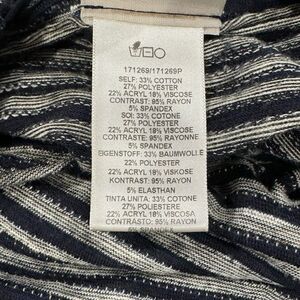 171269/171269P
SELF: 33% COTTON
27% POLYESTER
22% ACRYL 18% VISCOSE
CONTRAST: 95% RAYON
5% SPANDEX
SOI: 33% COTONE
27% POLYESTER
22% ACRYL 18% VISCOSE
CONTRASTE: 95% RAYONNE
5% SPANDEX
EIGENSTOFF: 33% BAUMWOLLE
22% POLYESTER
22% ACRYL 18% VISKOSE
KONTRAST: 95% RAYON
5% ELASTHAN
TINTA UNITA: 33% COTONE
27% POLIESTERE
22% ACRYL 18% VISCOSA
CONTRASTO: 95% RAYON